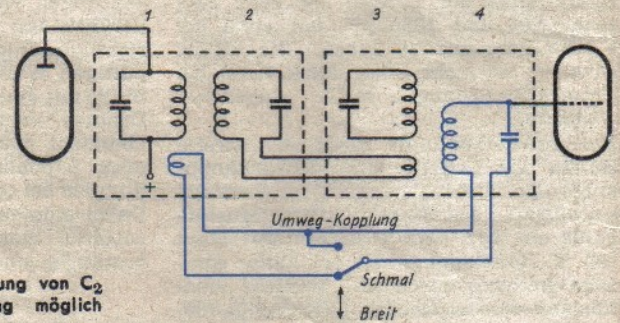 1 2 3 4
+
Umweg-Kopplung
Schmal
Breit
ung von C₂
g möglich